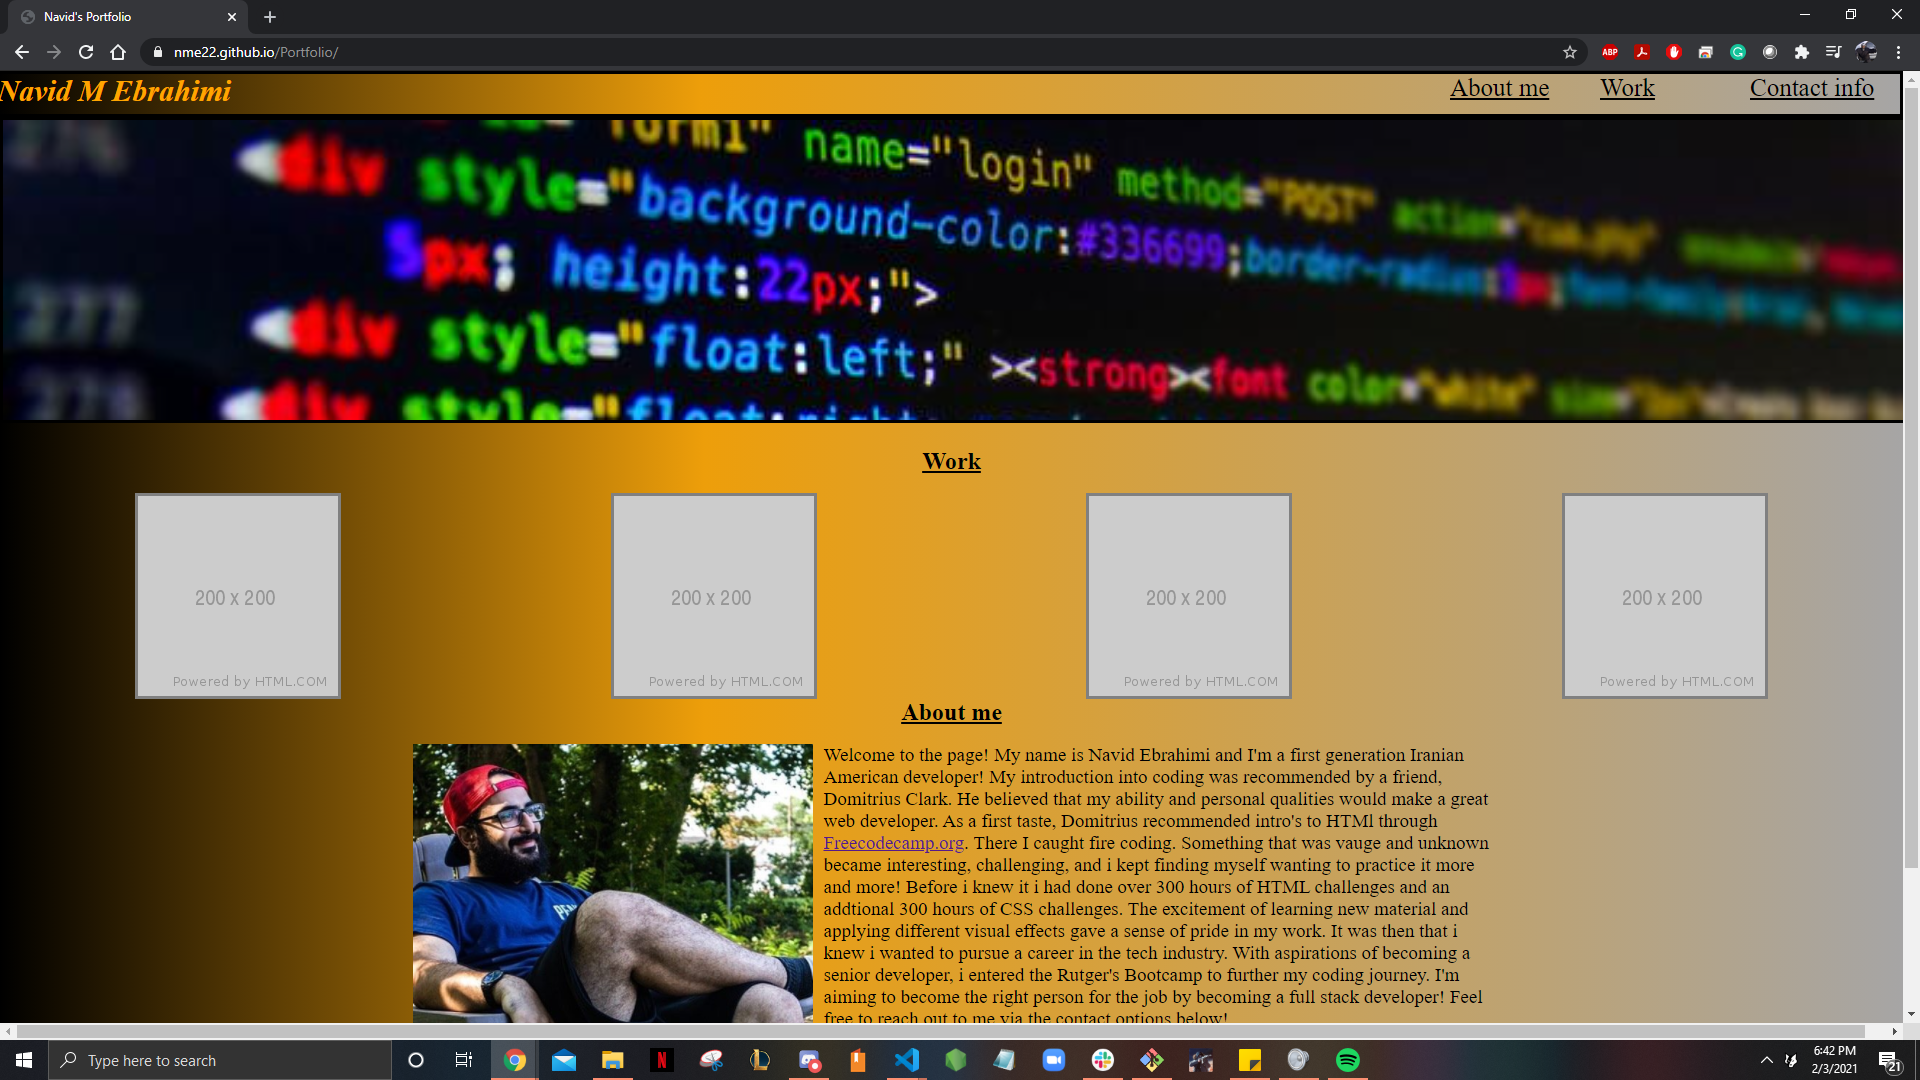 Navid's Portfolio
nme22.github.io/Portfolio/
ABP
Navid M Ebrahimi
About me
Work
Contact info
276
form1" name="login" method="POST" action=
div style="background-color:#336699;border-radius:
5px; height:22px;">
277
div style="float:left;" ><strong><font color="white"
278
div style="float:right
Work
200 x 200
Powered by HTML.COM
200 x 200
Powered by HTML.COM
200 x 200
Powered by HTML.COM
200 x 200
Powered by HTML.COM
About me
Welcome to the page! My name is Navid Ebrahimi and I'm a first generation Iranian
American developer! My introduction into coding was recommended by a friend,
Domitrius Clark. He believed that my ability and personal qualities would make a great
web developer. As a first taste, Domitrius recommended intro's to HTMl through
Freecodecamp.org. There I caught fire coding. Something that was vauge and unknown
became interesting, challenging, and i kept finding myself wanting to practice it more
and more! Before i knew it i had done over 300 hours of HTML challenges and an
addtional 300 hours of CSS challenges. The excitement of learning new material and
applying different visual effects gave a sense of pride in my work. It was then that i
knew i wanted to pursue a career in the tech industry. With aspirations of becoming a
senior developer, i entered the Rutger's Bootcamp to further my coding journey. I'm
aiming to become the right person for the job by becoming a full stack developer! Feel
free to reach out to me via the contact options below!
Type here to search
6:42 PM
2/3/2021
21